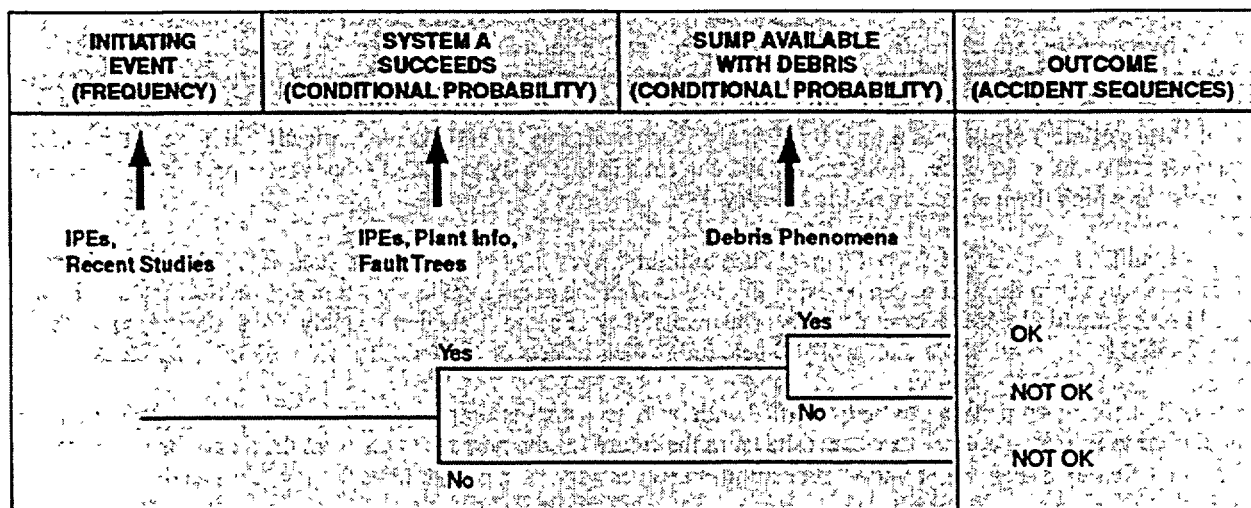 INITIATING
EVENT
(FREQUENCY)
SYSTEM A
SUCCEEDS
(CONDITIONAL PROBABILITY)
SUMP AVAILABLE
WITH DEBRIS
(CONDITIONAL PROBABILITY)
OUTCOME
(ACCIDENT SEQUENCES)
IPEs,
Recent Studies
IPEs, Plant Info,
Fault Trees
Debris Phenomena
Yes
OK
Yes
NOT OK
No
NOT OK
No